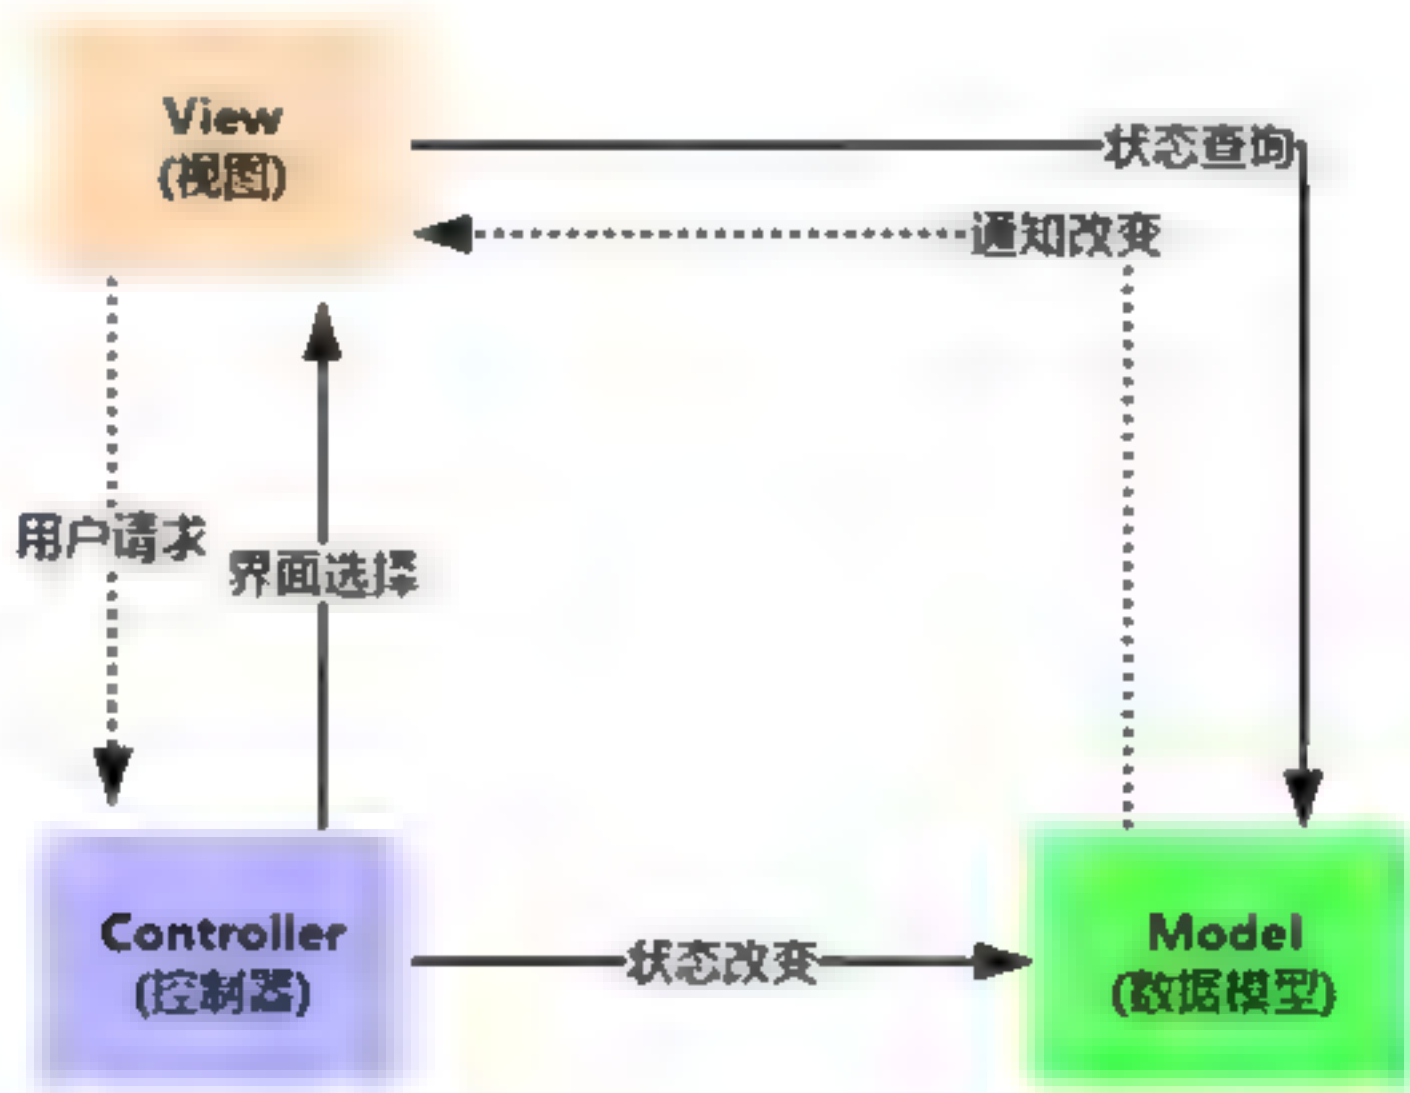 View
(视图)
状态查询
通知改变
用户请求
界面选择
Controller
(控制器)
状态改变
Model
(数据模型)